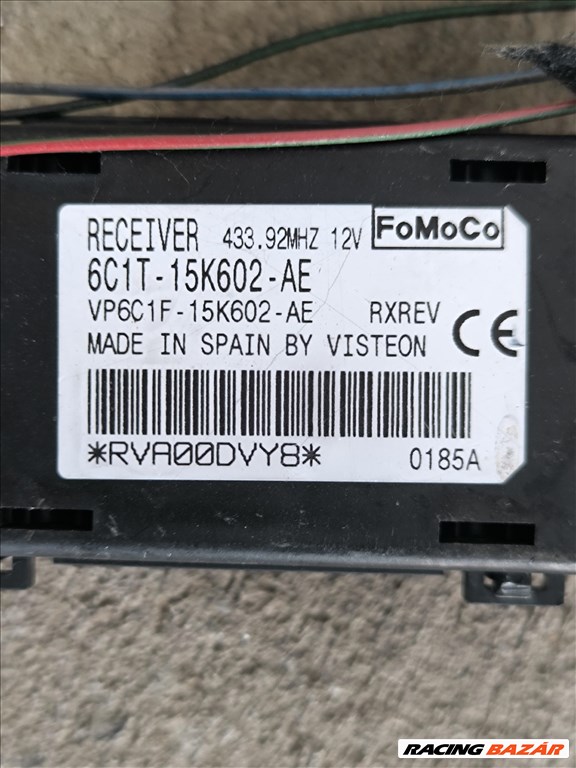 RECEIVER 433.92MHZ 12V FoMoCo
6C1T-15K602-AE
VP6C1F-15K602-AE RXREV CE
MADE IN SPAIN BY VISTEON
*RVA00DVY8* 0185A
RACING BAZÁR